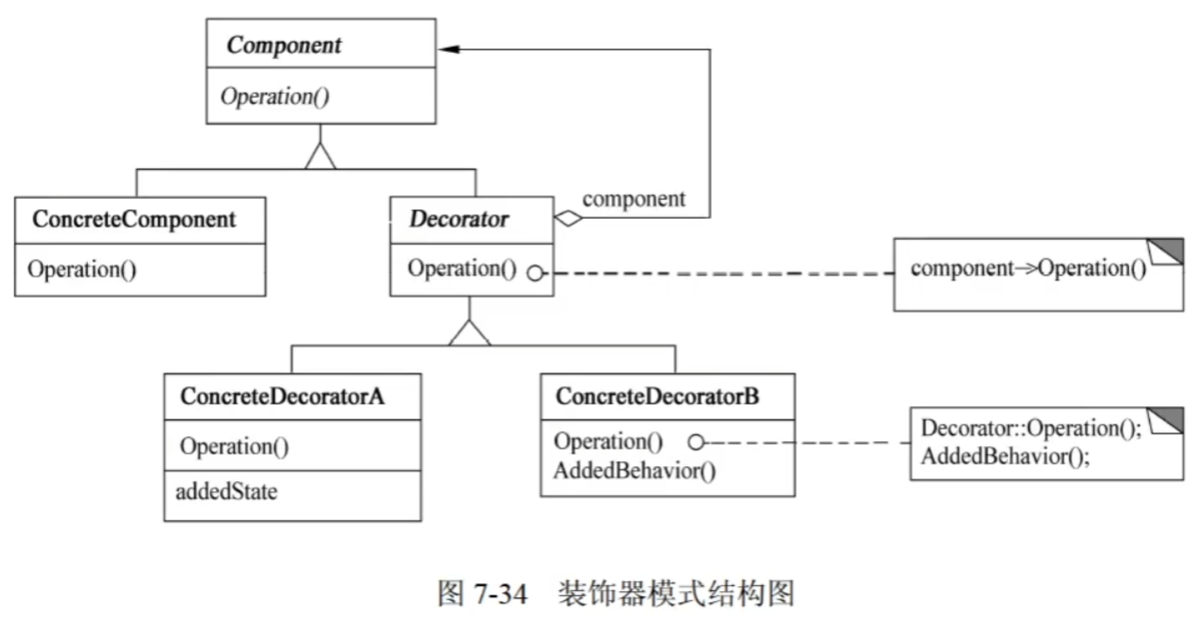 Component
Operation()
ConcreteComponent
Operation()
Decorator
Operation()
component
component->Operation()
ConcreteDecoratorA
Operation()
addedState
ConcreteDecoratorB
Operation()
AddedBehavior()
Decorator::Operation();
AddedBehavior();
图 7-34 装饰器模式结构图